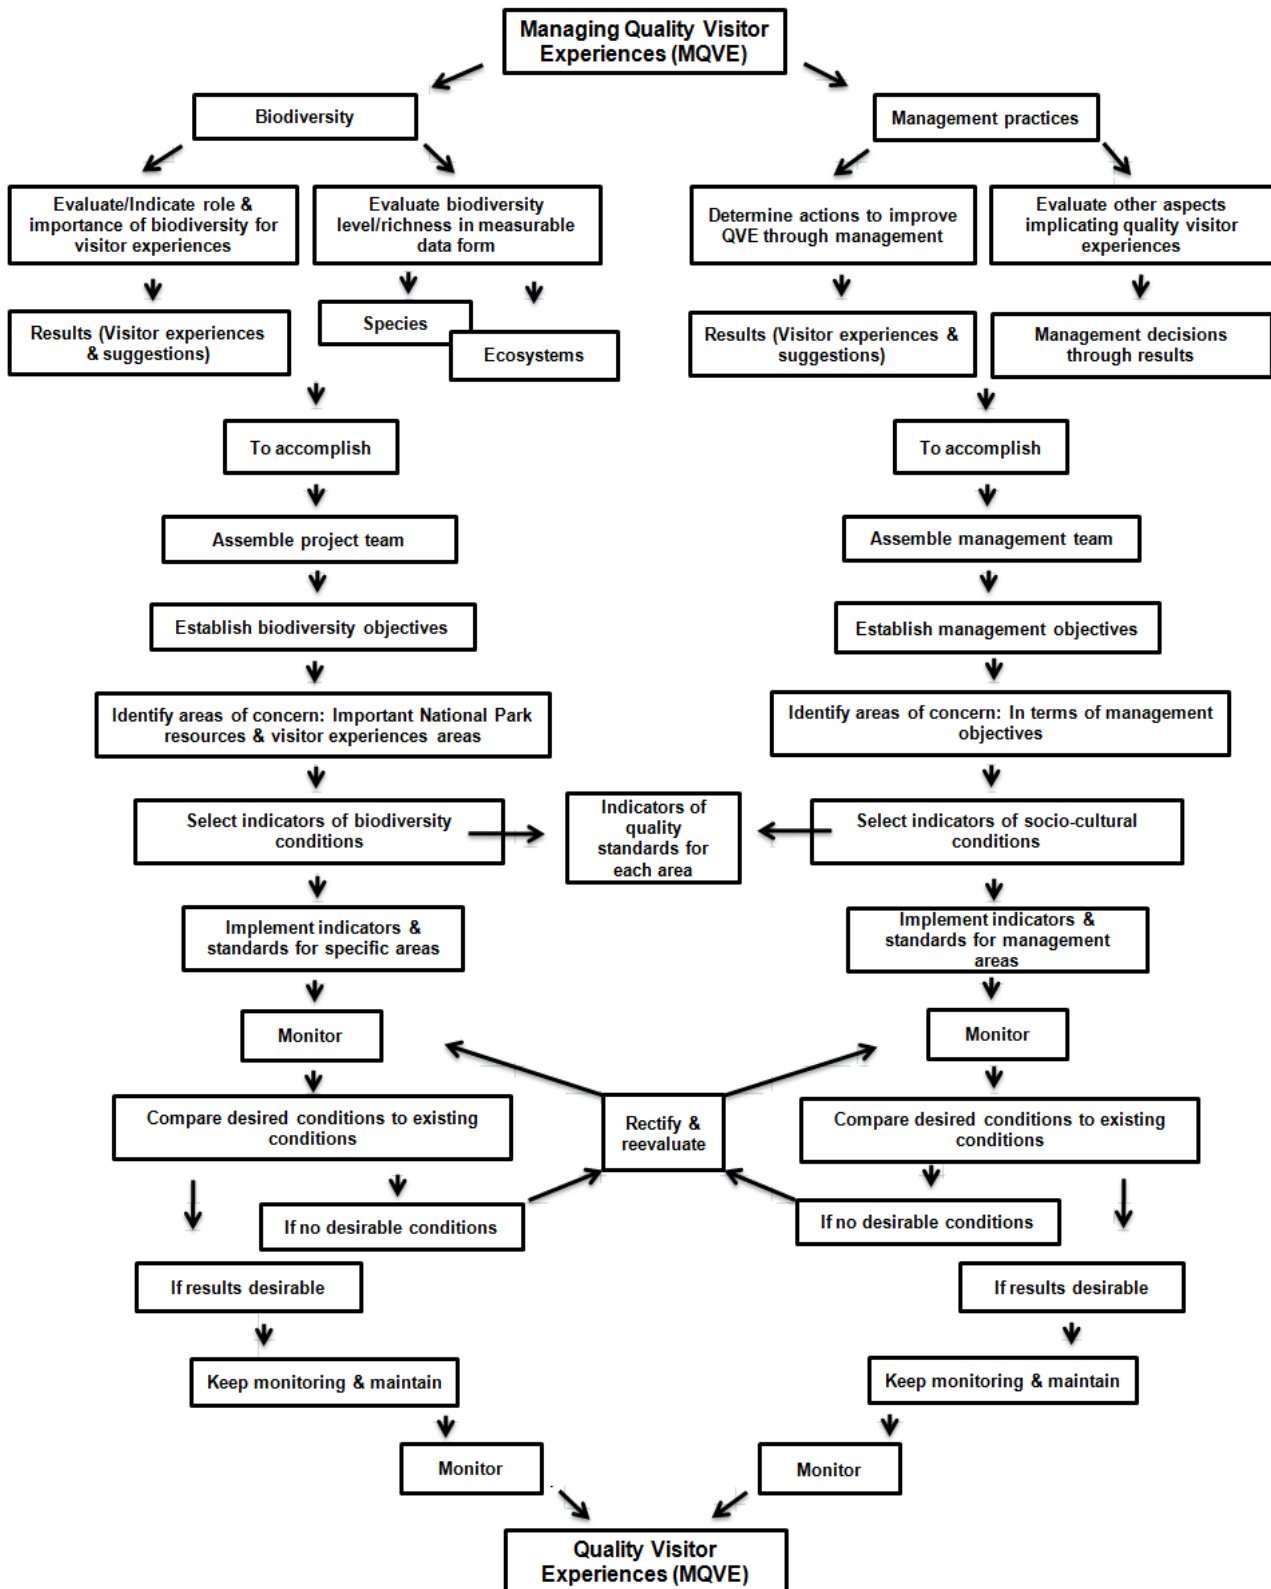 Managing Quality Visitor
Experiences (MQVE)
Biodiversity
Management practices
Evaluate/Indicate role &
importance of biodiversity for
visitor experiences
Evaluate biodiversity
level/richness in measurable
data form
Determine actions to improve
QVE through management
Evaluate other aspects
implicating quality visitor
experiences
Results (Visitor experiences
& suggestions)
Species
Ecosystems
Results (Visitor experiences &
suggestions)
Management decisions
through results
To accomplish
To accomplish
Assemble project team
Assemble management team
Establish biodiversity objectives
Establish management objectives
Identify areas of concern: Important National Park
resources & visitor experiences areas
Identify areas of concern: In terms of management
objectives
Select indicators of biodiversity
conditions
Indicators of
quality
standards for
each area
Select indicators of socio-cultural
conditions
Implement indicators &
standards for specific areas
Implement indicators &
standards for management
areas
Monitor
Monitor
Compare desired conditions to existing
conditions
Rectify &
reevaluate
Compare desired conditions to existing
conditions
If no desirable conditions
If no desirable conditions
If results desirable
If results desirable
Keep monitoring & maintain
Keep monitoring & maintain
Monitor
Monitor
Quality Visitor
Experiences (MQVE)